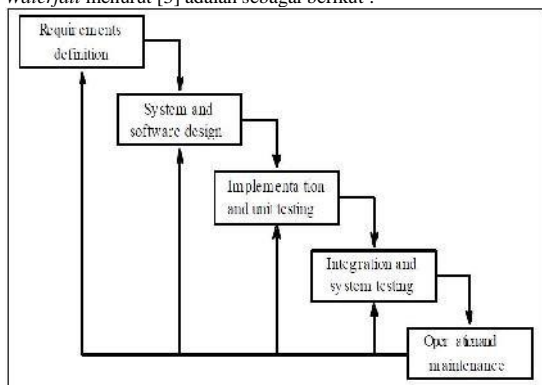 Waterfall menurut [3] adalah sebagai berikut :
Requirements
definition
System and
software design
Implementation
and unit testing
Integration and
system testing
Operationand
maintenance